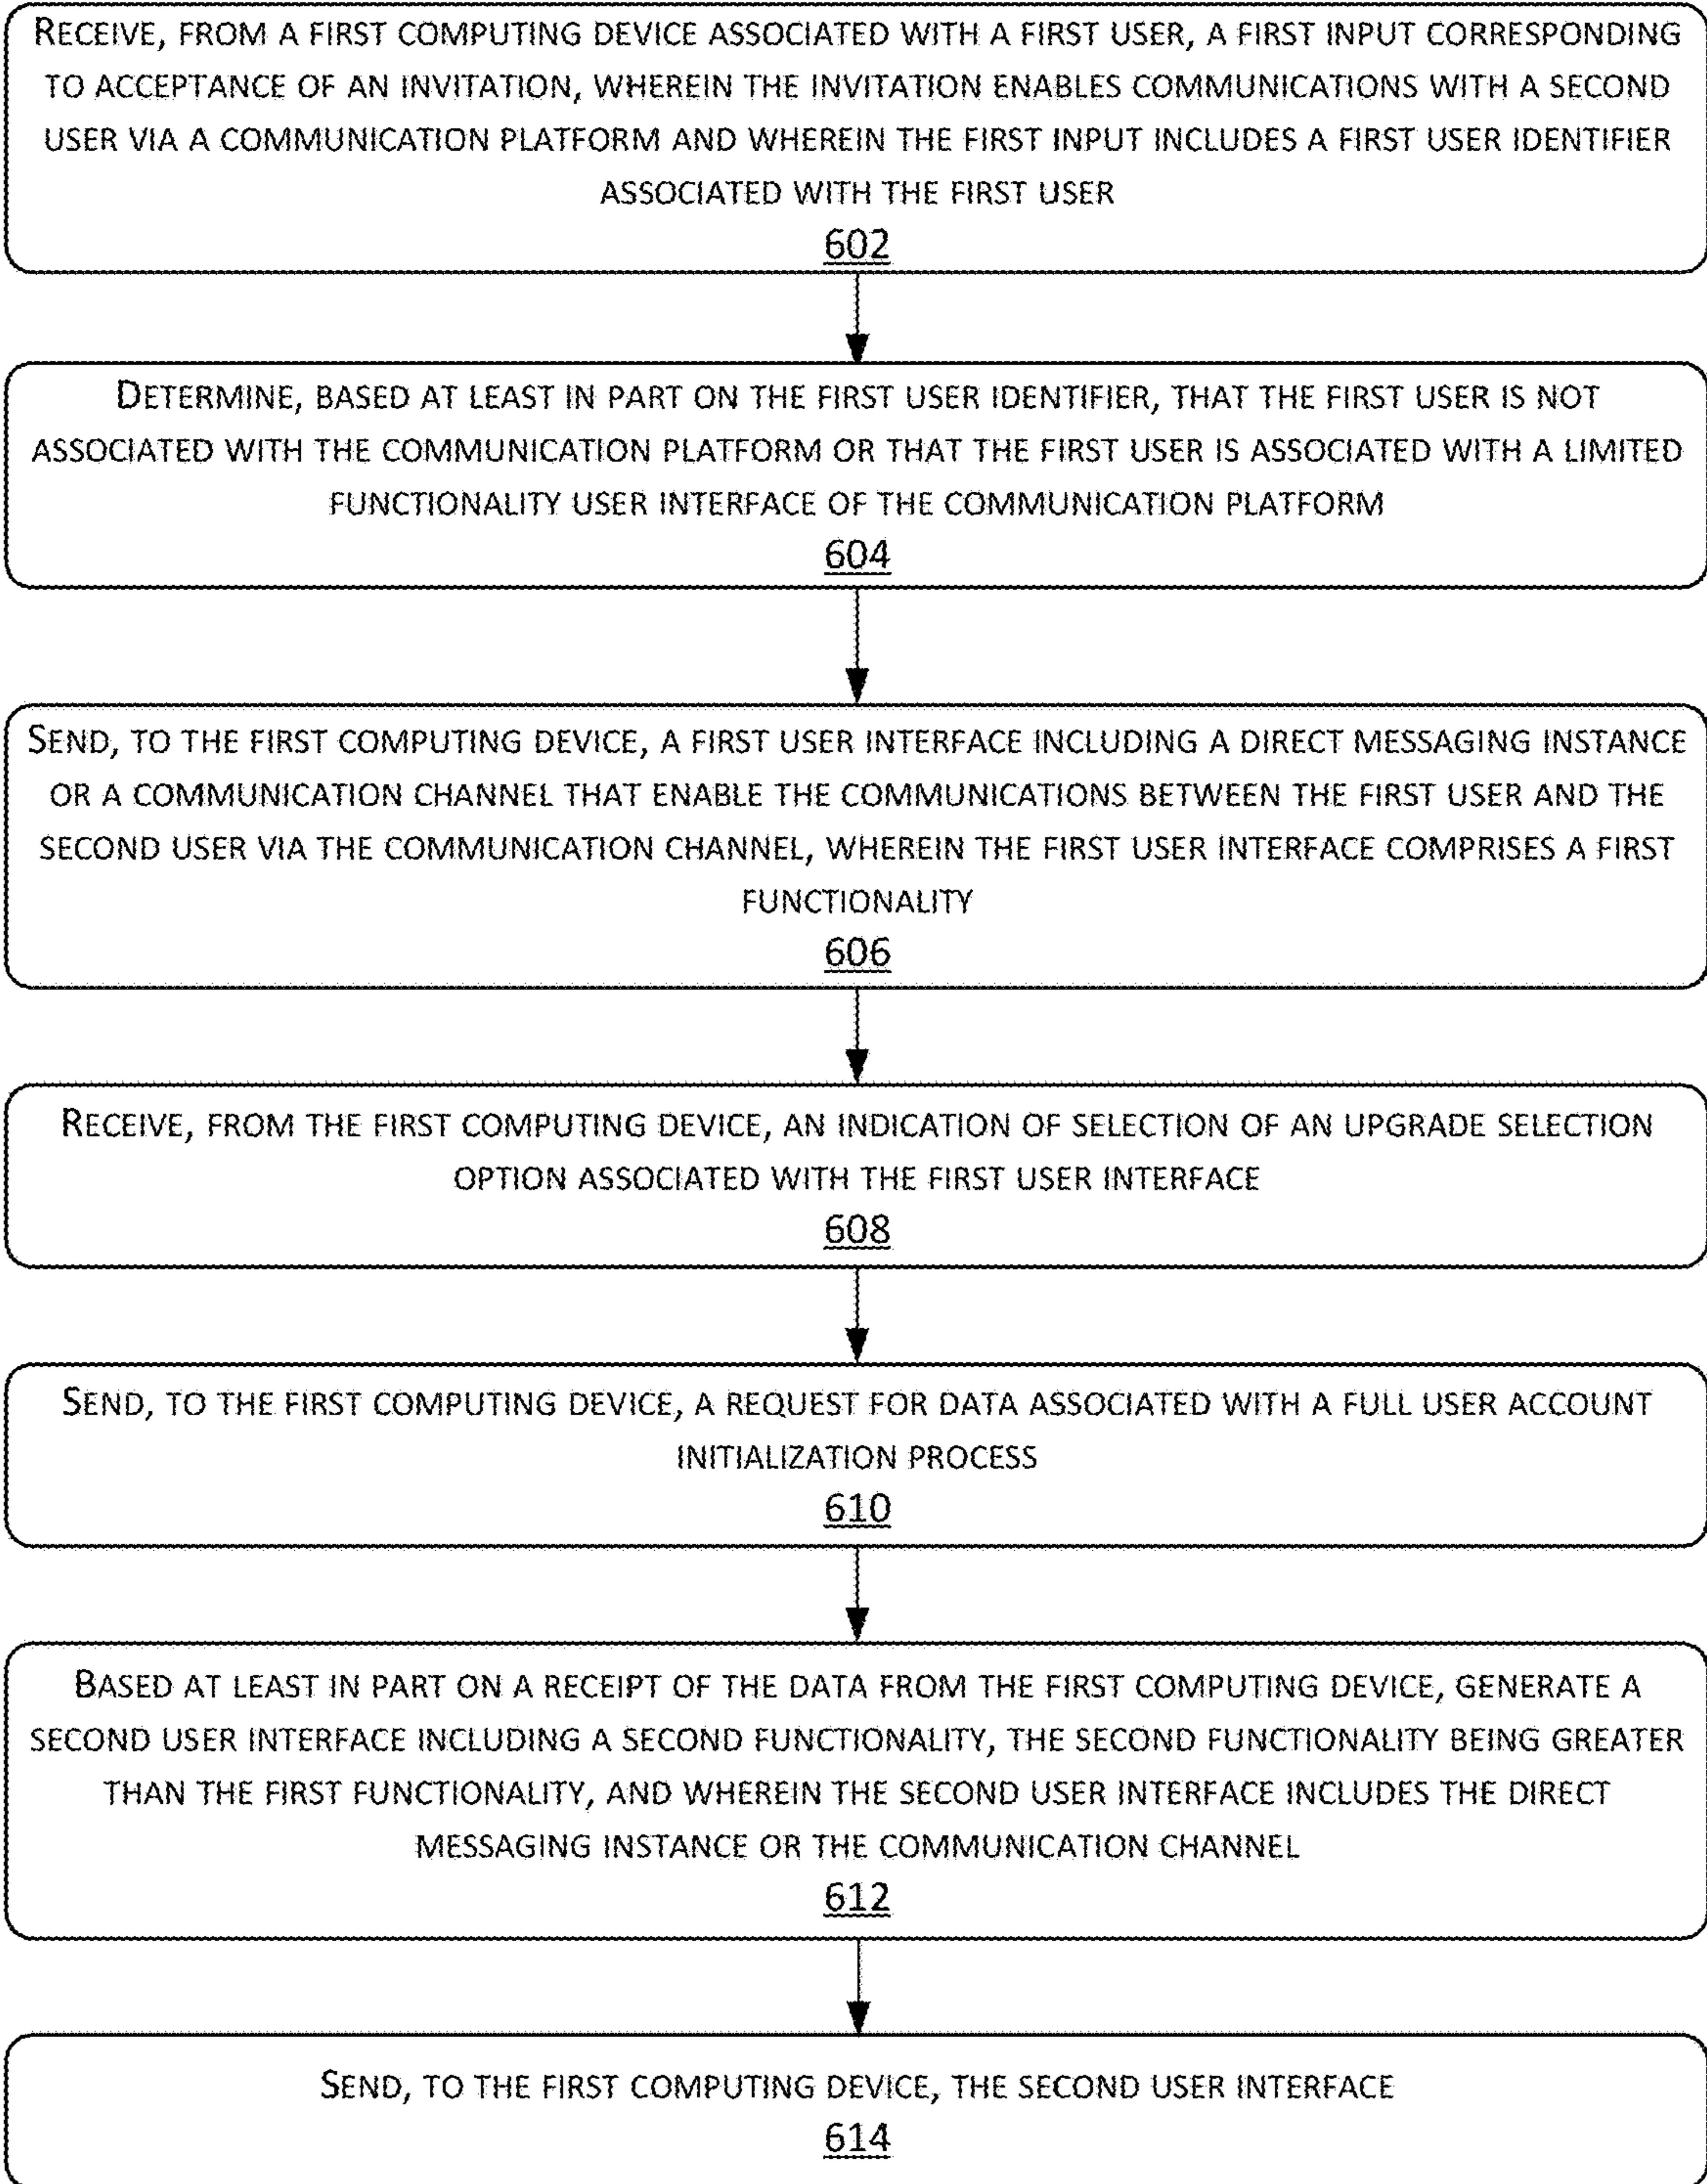 RECEIVE, FROM A FIRST COMPUTING DEVICE ASSOCIATED WITH A FIRST USER, A FIRST INPUT CORRESPONDING
TO ACCEPTANCE OF AN INVITATION, WHEREIN THE INVITATION ENABLES COMMUNICATIONS WITH A SECOND
USER VIA A COMMUNICATION PLATFORM AND WHEREIN THE FIRST INPUT INCLUDES A FIRST USER IDENTIFIER
ASSOCIATED WITH THE FIRST USER
602
DETERMINE, BASED AT LEAST IN PART ON THE FIRST USER IDENTIFIER, THAT THE FIRST USER IS NOT
ASSOCIATED WITH THE COMMUNICATION PLATFORM OR THAT THE FIRST USER IS ASSOCIATED WITH A LIMITED
FUNCTIONALITY USER INTERFACE OF THE COMMUNICATION PLATFORM
604
SEND, TO THE FIRST COMPUTING DEVICE, A FIRST USER INTERFACE INCLUDING A DIRECT MESSAGING INSTANCE
OR A COMMUNICATION CHANNEL THAT ENABLE THE COMMUNICATIONS BETWEEN THE FIRST USER AND THE
SECOND USER VIA THE COMMUNICATION CHANNEL, WHEREIN THE FIRST USER INTERFACE COMPRISES A FIRST
FUNCTIONALITY
606
RECEIVE, FROM THE FIRST COMPUTING DEVICE, AN INDICATION OF SELECTION OF AN UPGRADE SELECTION
OPTION ASSOCIATED WITH THE FIRST USER INTERFACE
608
SEND, TO THE FIRST COMPUTING DEVICE, A REQUEST FOR DATA ASSOCIATED WITH A FULL USER ACCOUNT
INITIALIZATION PROCESS
610
BASED AT LEAST IN PART ON A RECEIPT OF THE DATA FROM THE FIRST COMPUTING DEVICE, GENERATE A
SECOND USER INTERFACE INCLUDING A SECOND FUNCTIONALITY, THE SECOND FUNCTIONALITY BEING GREATER
THAN THE FIRST FUNCTIONALITY, AND WHEREIN THE SECOND USER INTERFACE INCLUDES THE DIRECT
MESSAGING INSTANCE OR THE COMMUNICATION CHANNEL
612
SEND, TO THE FIRST COMPUTING DEVICE, THE SECOND USER INTERFACE
614